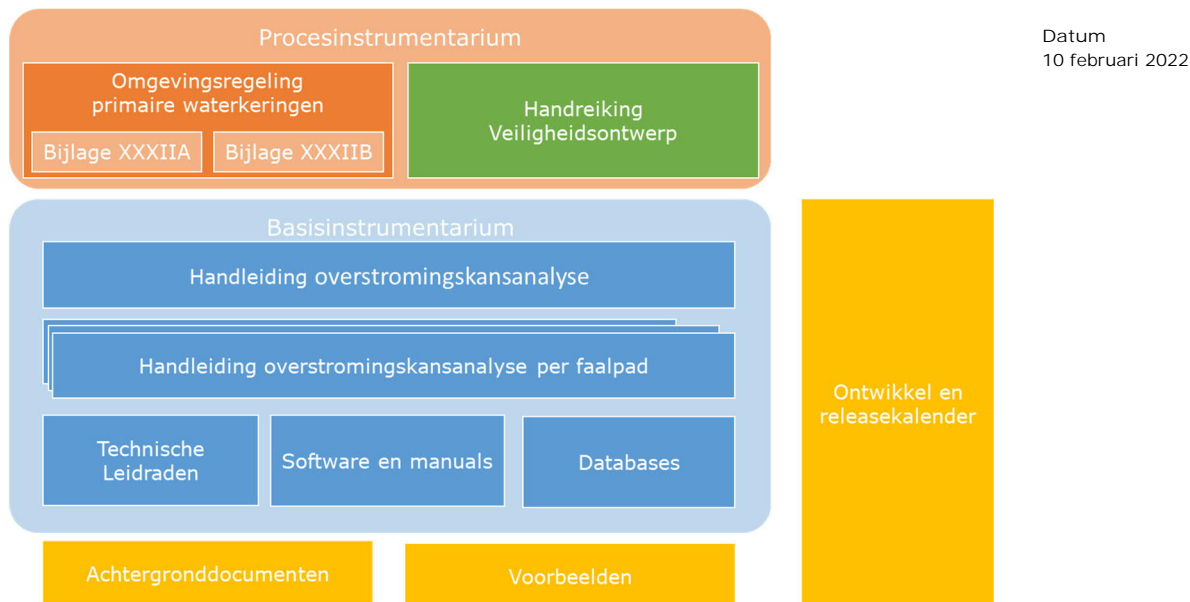 Procesinstrumentarium
Omgevingsregeling
primaire waterkeringen
Bijlage XXXIIA
Bijlage XXXIIB
Handreiking
Veiligheidsontwerp
Datum
10 februari 2022
Basisinstrumentarium
Handleiding overstromingskansanalyse
Handleiding overstromingskansanalyse per faalpad
Technische
Leidraden
Software en manuals
Databases
Ontwikkel en
releasekalender
Achtergronddocumenten
Voorbeelden